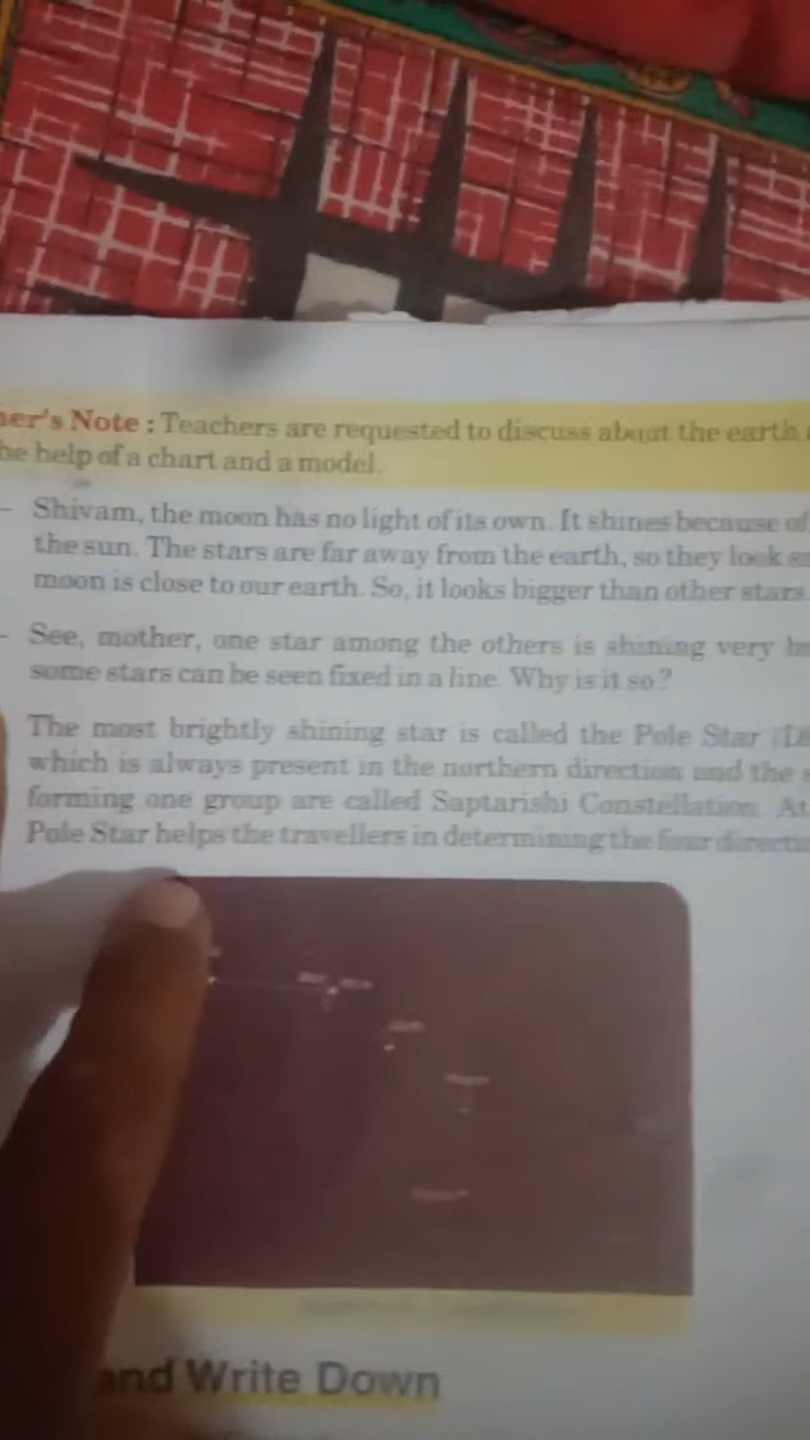 her's Note : Teachers are requested to discuss about the earth
he help of a chart and a model.
– Shivam, the moon has no light of its own. It shines because of
the sun. The stars are far away from the earth, so they look
moon is close to our earth. So, it looks bigger than other stars
– See, mother, one star among the others is shining very
some stars can be seen fixed in a line. Why is it so?
The most brightly shining star is called the Pole Star
which is always present in the northern direction and the
forming one group are called Saptarishi Constellation. At
Pole Star helps the travellers in determining the four
and Write Down